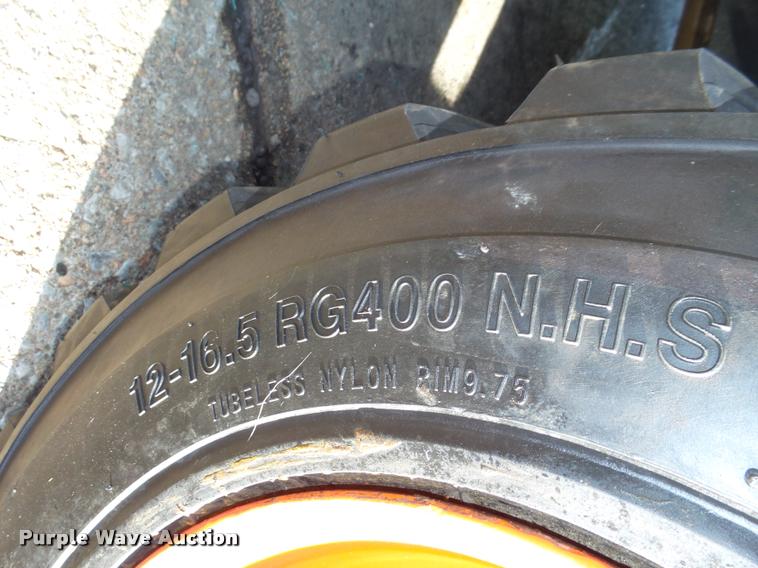 12-16.5 RG400 N.H.S
TUBELESS NYLON RIM9.75
Purple Wave Auction